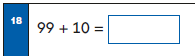 18
99 + 10 =